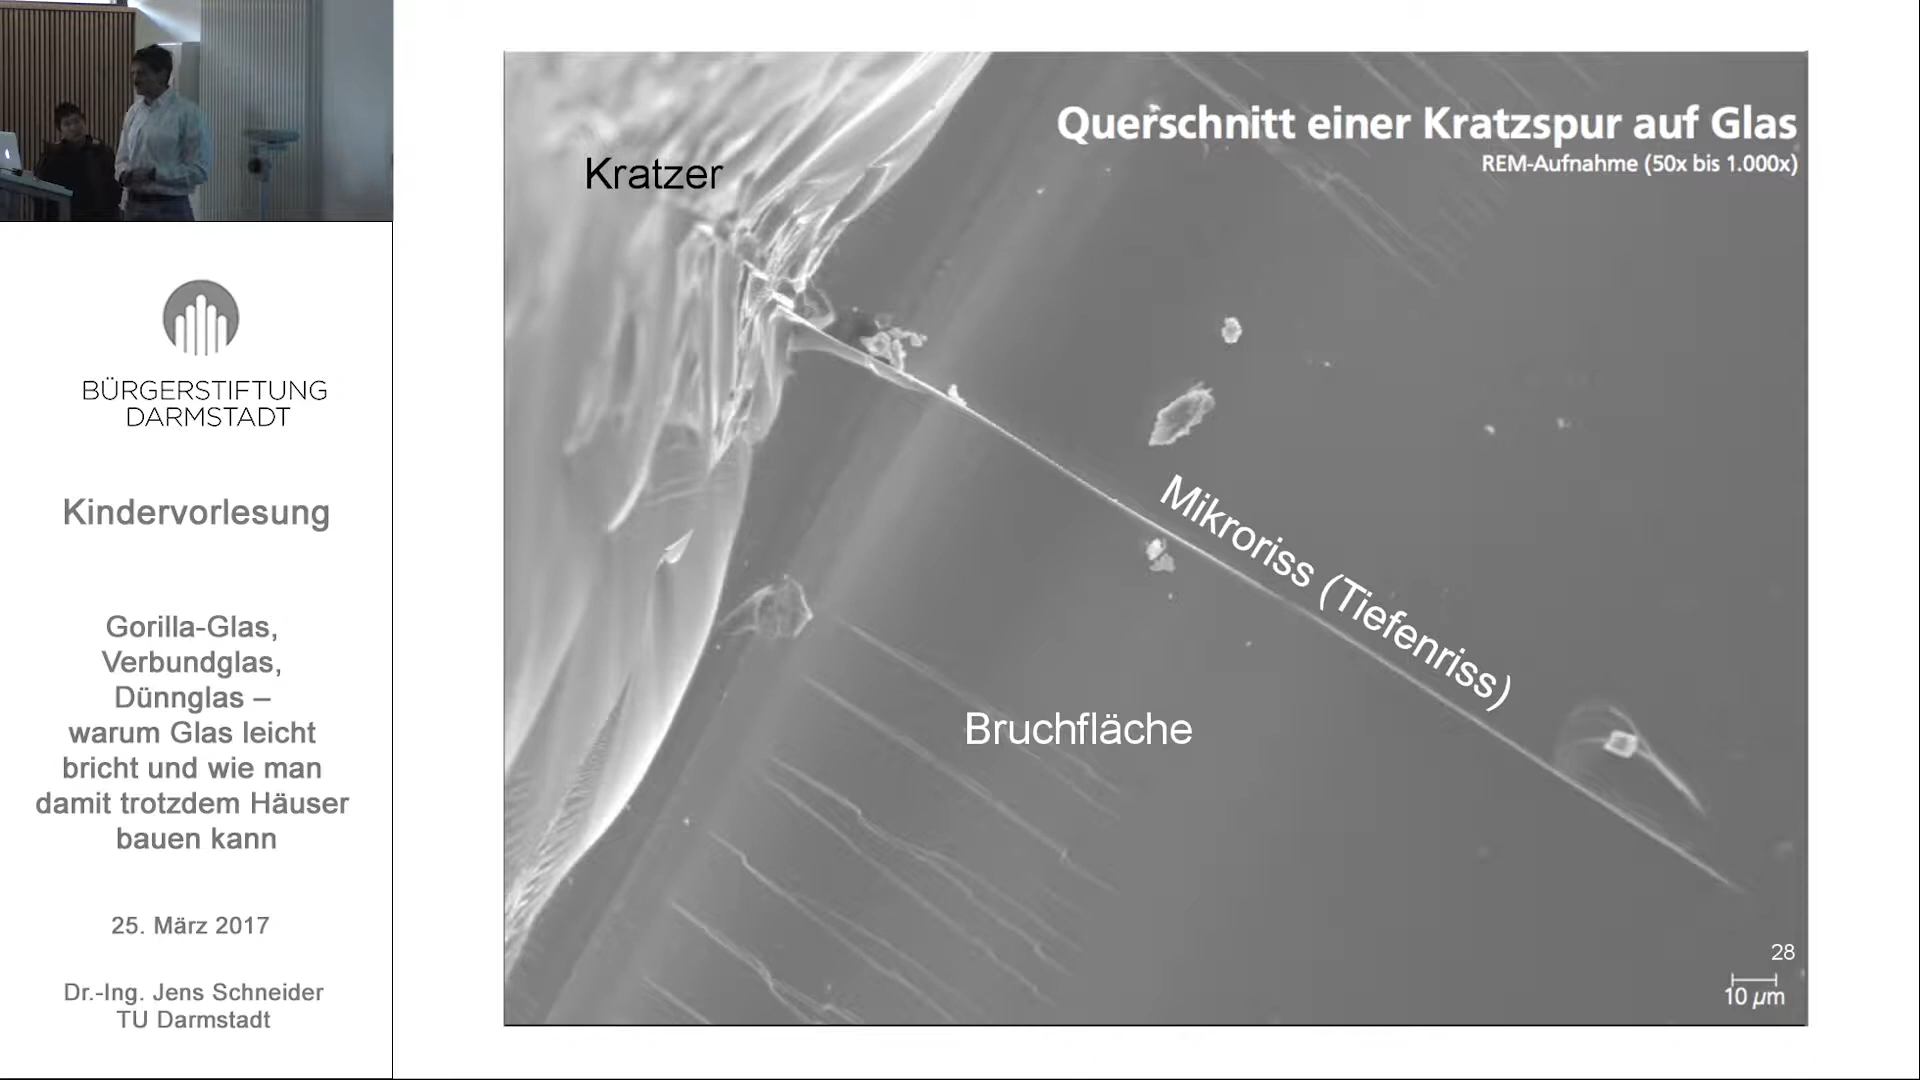 BÜRGERSTIFTUNG
DARMSTADT
Kindervorlesung
Gorilla-Glas,
Verbundglas,
Dünnglas –
warum Glas leicht
bricht und wie man
damit trotzdem Häuser
bauen kann
25. März 2017
Dr.-Ing. Jens Schneider
TU Darmstadt
Querschnitt einer Kratzspur auf Glas
REM-Aufnahme (50x bis 1.000x)
Kratzer
Mikroriss (Tiefenriss)
Bruchfläche
28
10 µm